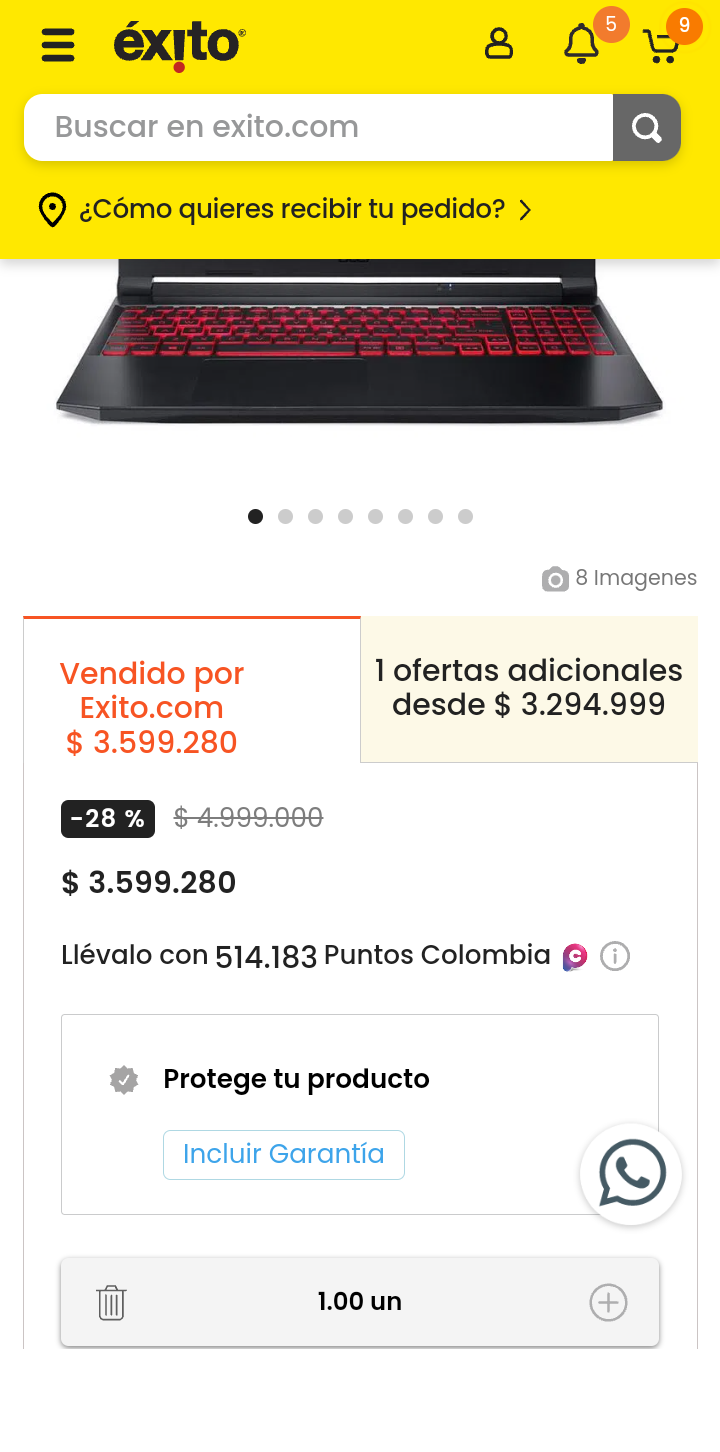 éxito®
5
9
Buscar en exito.com
¿Cómo quieres recibir tu pedido?
8 Imagenes
Vendido por
Exito.com
$ 3.599.280
1 ofertas adicionales
desde $ 3.294.999
-28 % $ 4.999.000
$ 3.599.280
Llévalo con 514.183 Puntos Colombia
Protege tu producto
Incluir Garantía
1.00 un